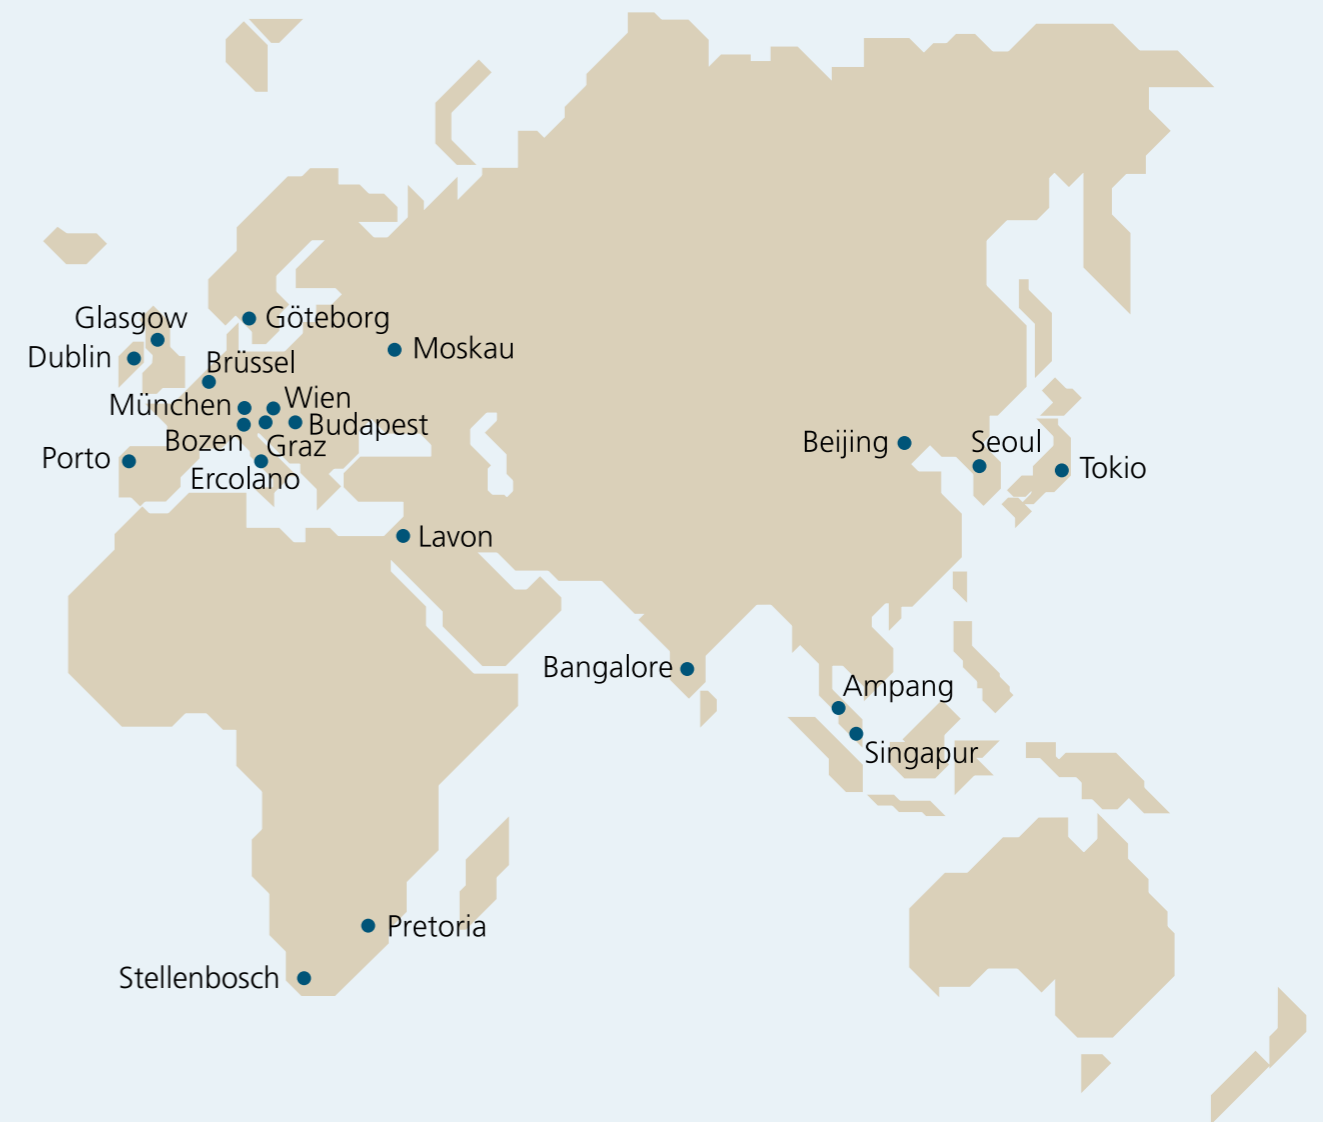 Glasgow
Göteborg
Dublin
Moskau
Brüssel
München
Wien
Budapest
Bozen
Graz
Porto
Ercolano
Beijing
Seoul
Tokio
Lavon
Bangalore
Ampang
Singapur
Pretoria
Stellenbosch